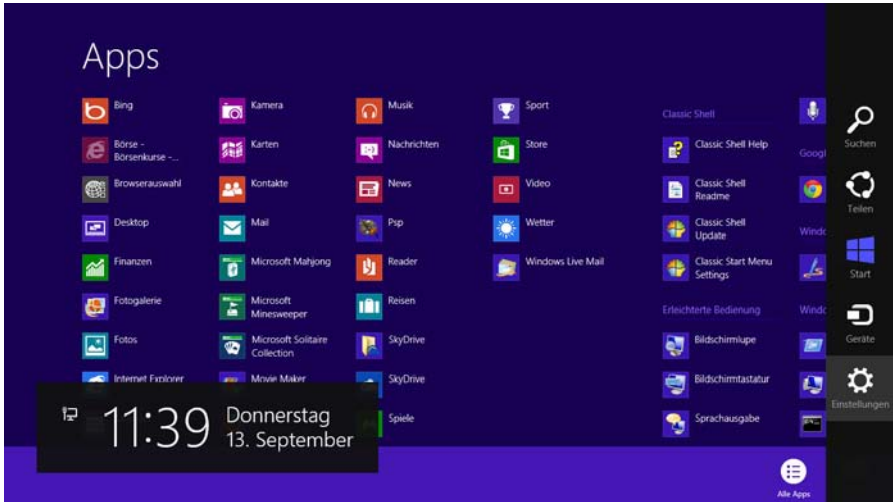 Apps
Bing
Börse -
Börsenkurse -...
Browserauswahl
Desktop
Finanzen
Fotogalerie
Fotos
Internet Explorer
Kamera
Karten
Kontakte
Mail
Microsoft Mahjong
Microsoft
Minesweeper
Microsoft Solitaire
Collection
Movie Maker
Musik
Nachrichten
News
Psp
Reader
Reisen
SkyDrive
SkyDrive
Spiele
Sport
Store
Video
Wetter
Windows Live Mail
Classic Shell
Classic Shell Help
Classic Shell
Readme
Classic Shell
Update
Classic Start Menu
Settings
Erleichterte Bedienung
Bildschirmlupe
Bildschirmtastatur
Sprachausgabe
Googl
Windo
Windo
Suchen
Teilen
Start
Geräte
Einstellungen
11:39
Donnerstag
13. September
Alle Apps